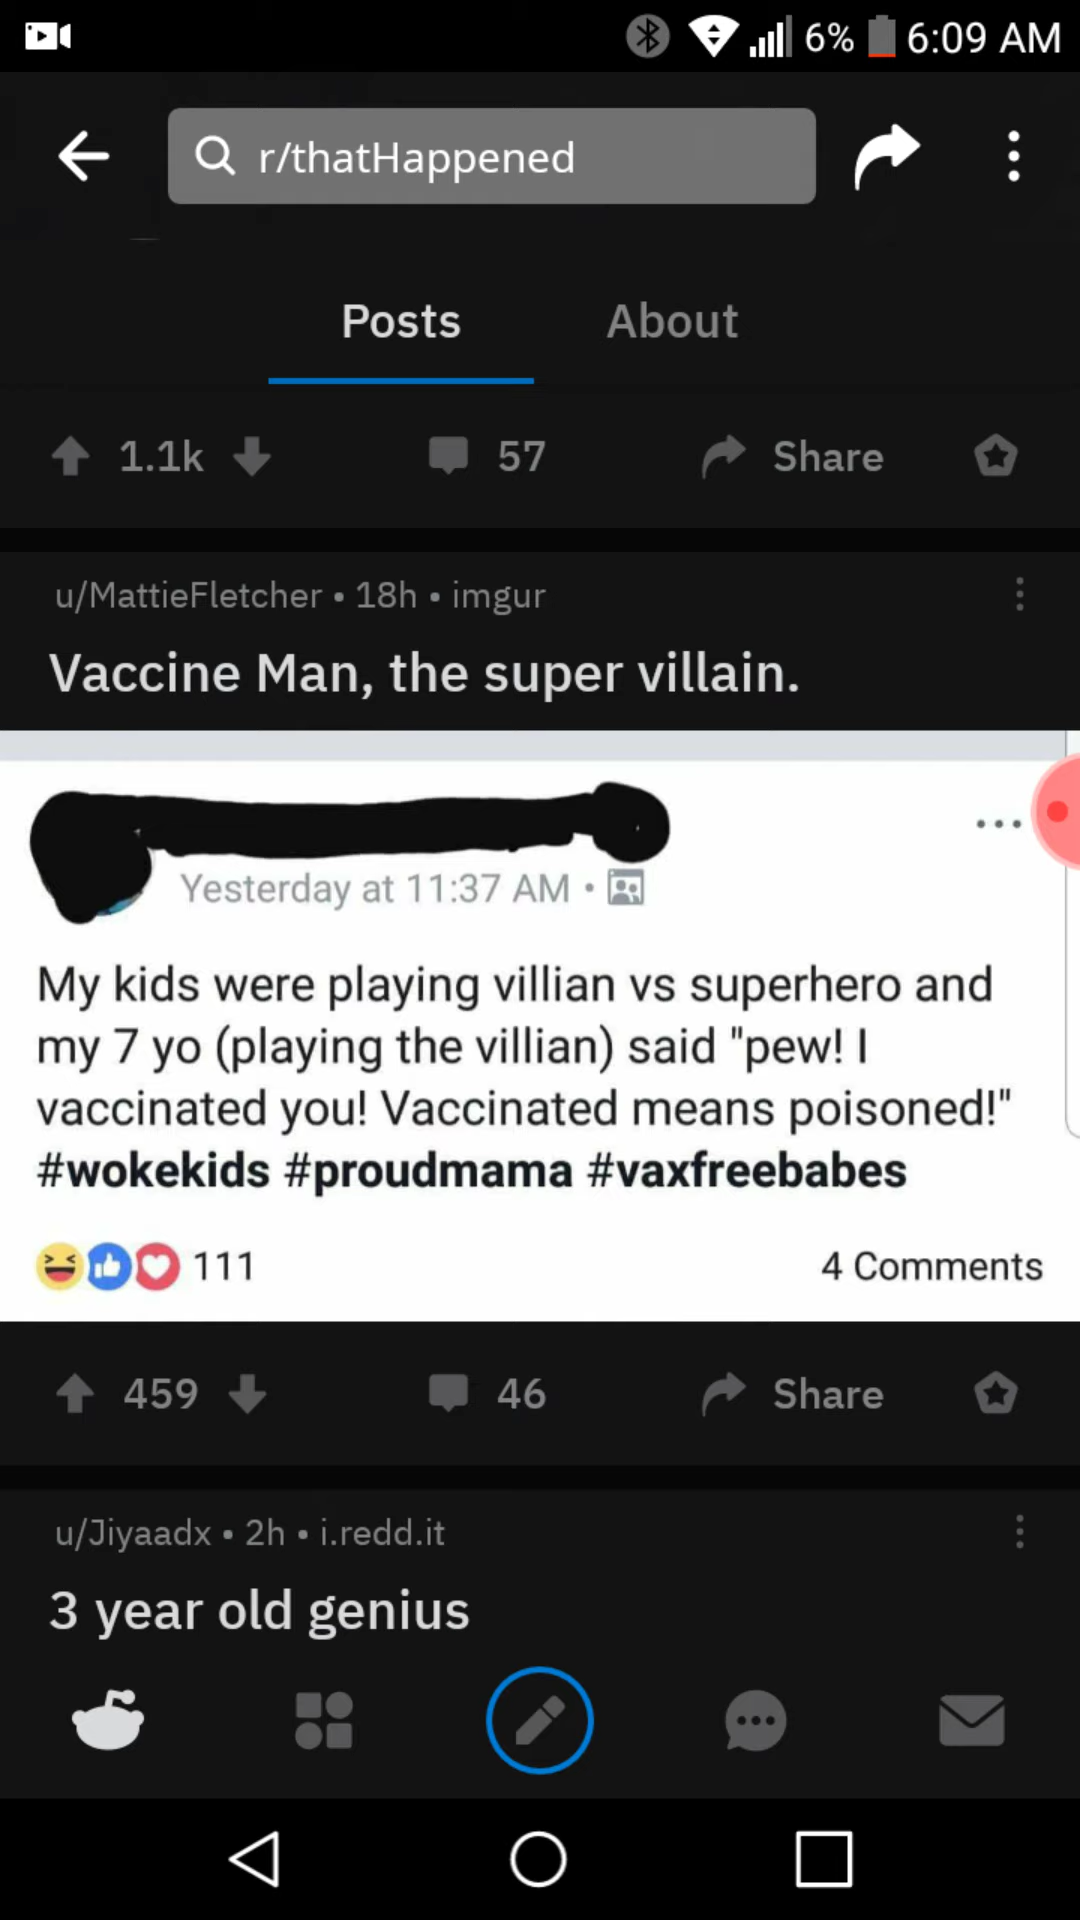 6% 6:09 AM
r/thatHappened
Posts About
1.1k 57 Share
u/MattieFletcher • 18h • imgur
Vaccine Man, the super villain.
Yesterday at 11:37 AM •
My kids were playing villian vs superhero and
my 7 yo (playing the villian) said "pew! I
vaccinated you! Vaccinated means poisoned!"
#wokekids #proudmama #vaxfreebabes
111 4 Comments
459 46 Share
u/Jiyaadx • 2h • i.redd.it
3 year old genius